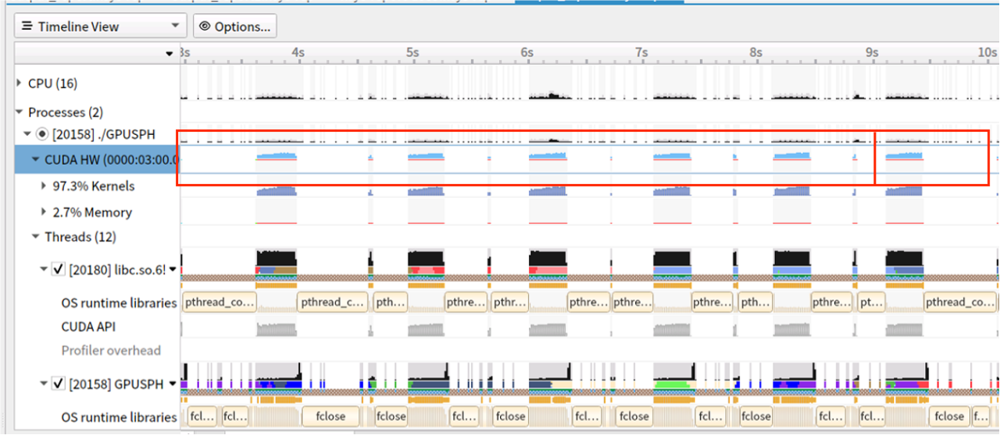 Timeline View Options...
3s 4s 5s 6s 7s 8s 9s 10s
CPU (16)
Processes (2)
[20158] ./GPUSPH
CUDA HW (0000:03:00.0
97.3% Kernels
2.7% Memory
Threads (12)
[20180] libc.so.6!
OS runtime libraries pthread_co... pthread_c... pth... pthre... pthr... pthre... pthre... pthre... pth... pthre... pt... pthread_co...
CUDA API
Profiler overhead
[20158] GPUSPH
OS runtime libraries fcl... fcl... fclose fclose fcl... fclose fcl... fclose fcl... fclose fcl... fcl... fclose f...